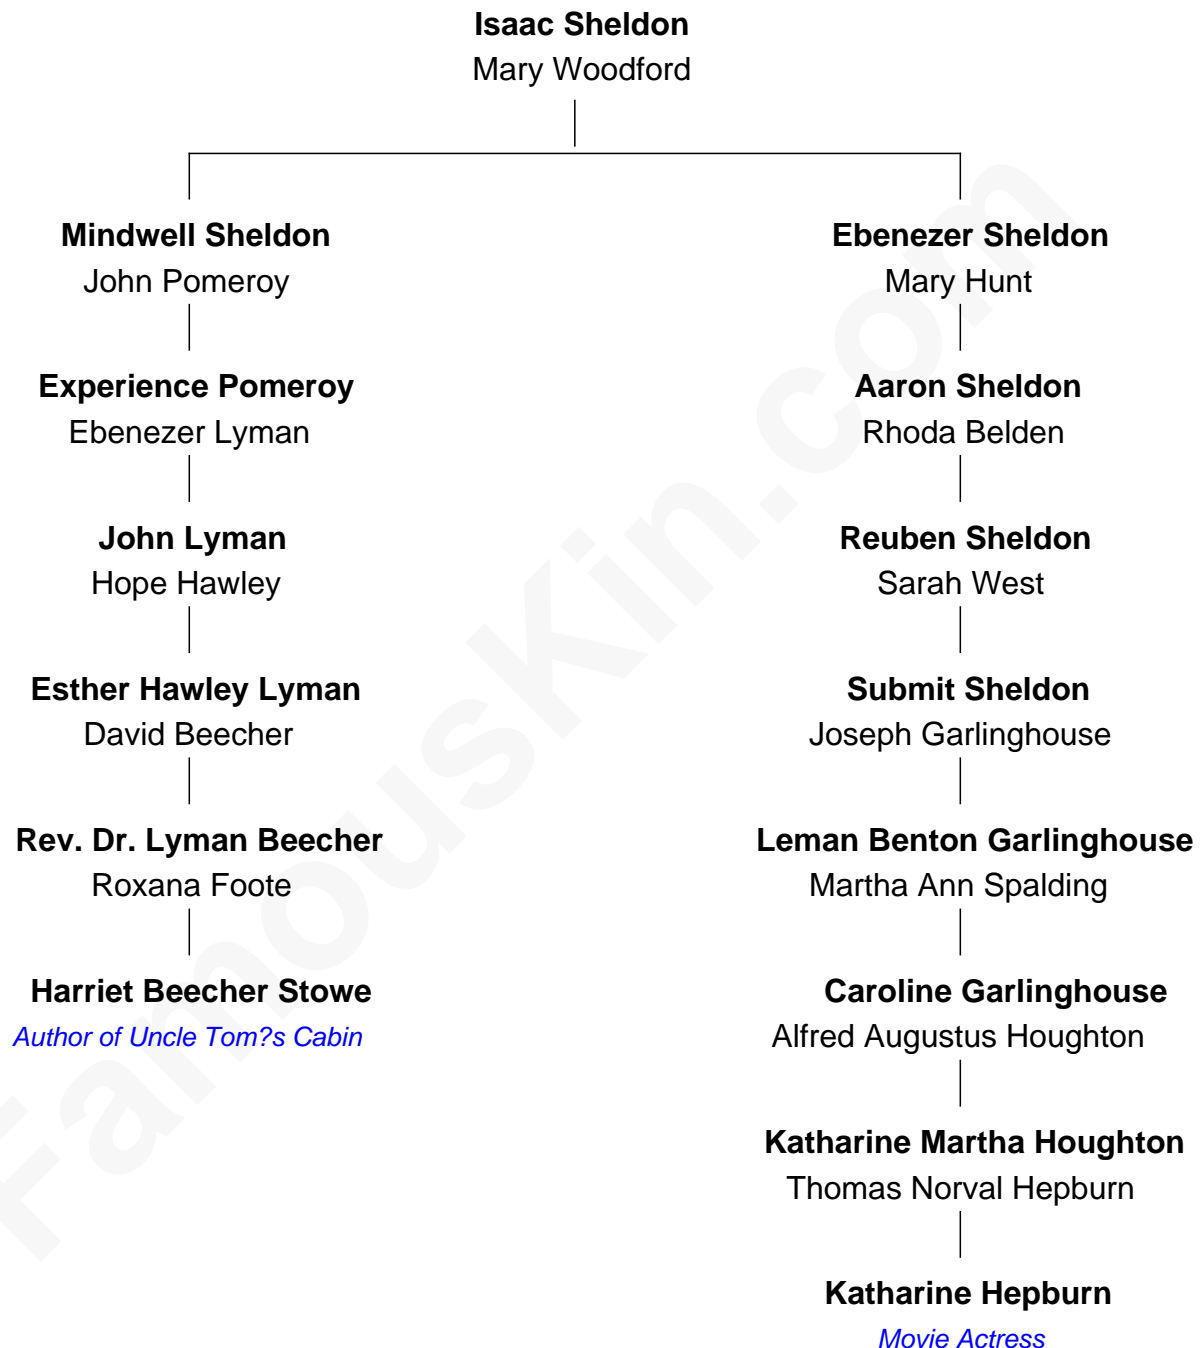 Isaac Sheldon
Mary Woodford
Mindwell Sheldon
John Pomeroy
Experience Pomeroy
Ebenezer Lyman
John Lyman
Hope Hawley
Esther Hawley Lyman
David Beecher
Rev. Dr. Lyman Beecher
Roxana Foote
Harriet Beecher Stowe
Author of Uncle Tom?s Cabin
Ebenezer Sheldon
Mary Hunt
Aaron Sheldon
Rhoda Belden
Reuben Sheldon
Sarah West
Submit Sheldon
Joseph Garlinghouse
Leman Benton Garlinghouse
Martha Ann Spalding
Caroline Garlinghouse
Alfred Augustus Houghton
Katharine Martha Houghton
Thomas Norval Hepburn
Katharine Hepburn
Movie Actress
FamousKin.com